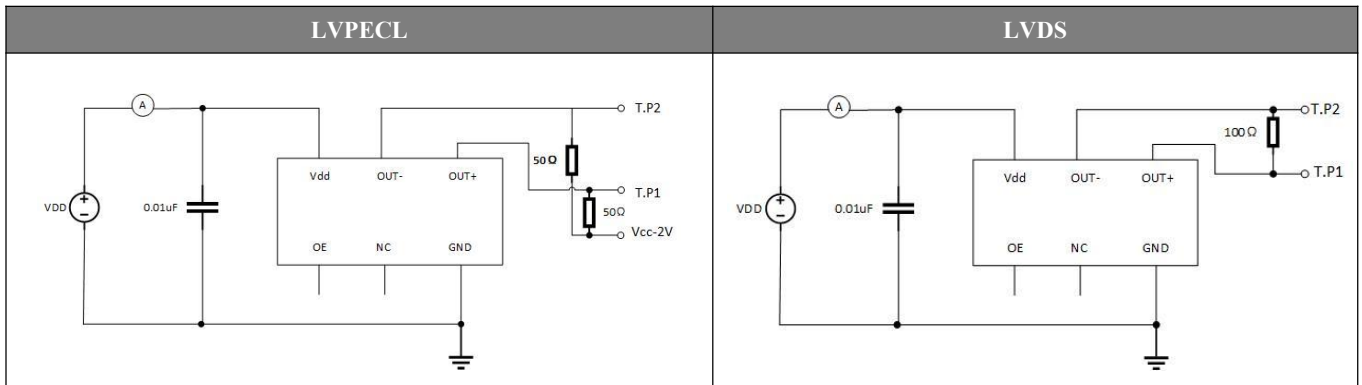 LVPECL
LVDS
A
T.P2
50Ω
Vdd OUT- OUT+
T.P1
VDD
0.01uF
50Ω
Vcc-2V
OE NC GND
A
T.P2
100Ω
Vdd OUT- OUT+
T.P1
VDD
0.01uF
OE NC GND